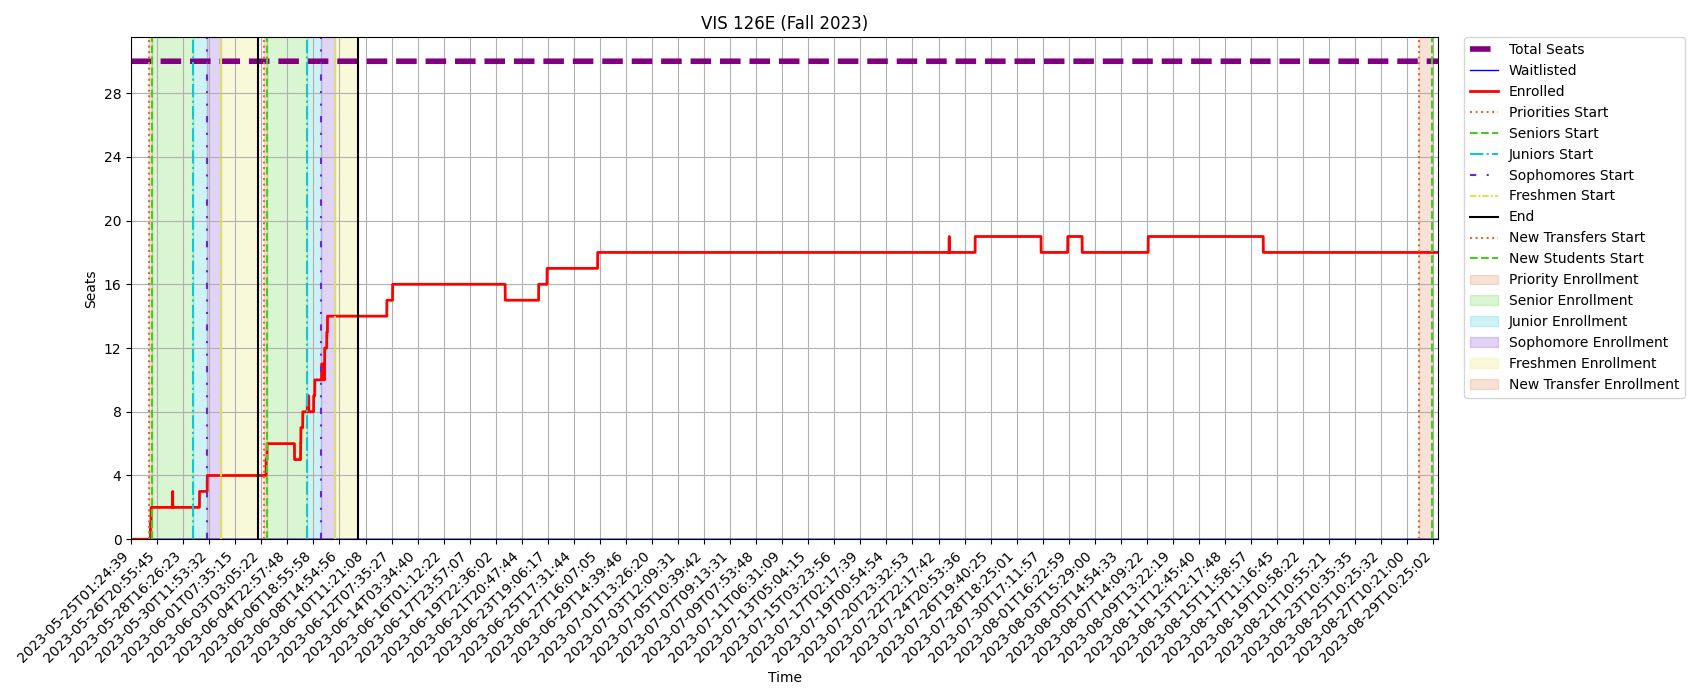 VIS 126E (Fall 2023)
Seats
28
24
20
16
12
8
4
0
2023-05-25T01:24:39
2023-05-26T20:55:45
2023-05-28T16:26:23
2023-05-30T11:53:32
2023-06-01T07:35:15
2023-06-03T03:05:22
2023-06-04T22:57:48
2023-06-06T18:55:58
2023-06-08T14:54:56
2023-06-10T11:21:08
2023-06-12T07:35:27
2023-06-14T03:34:40
2023-06-16T01:12:22
2023-06-17T23:57:07
2023-06-19T22:36:02
2023-06-21T20:47:44
2023-06-23T19:06:17
2023-06-25T17:31:44
2023-06-27T16:07:05
2023-06-29T14:39:46
2023-07-01T13:26:20
2023-07-03T12:09:31
2023-07-05T10:39:42
2023-07-07T09:13:31
2023-07-09T07:53:48
2023-07-11T06:31:09
2023-07-13T05:04:15
2023-07-15T03:23:56
2023-07-17T02:17:39
2023-07-19T00:54:54
2023-07-20T23:32:53
2023-07-22T22:17:42
2023-07-24T20:53:36
2023-07-26T19:40:25
2023-07-28T18:25:01
2023-07-30T17:11:57
2023-08-01T16:22:59
2023-08-03T15:29:00
2023-08-05T14:54:33
2023-08-07T14:09:22
2023-08-09T13:22:19
2023-08-11T12:45:40
2023-08-13T12:17:48
2023-08-15T11:58:57
2023-08-17T11:16:45
2023-08-19T10:58:22
2023-08-21T10:55:21
2023-08-23T10:35:35
2023-08-25T10:25:32
2023-08-27T10:21:00
2023-08-29T10:25:02
Time
Total Seats
Waitlisted
Enrolled
Priorities Start
Seniors Start
Juniors Start
Sophomores Start
Freshmen Start
End
New Transfers Start
New Students Start
Priority Enrollment
Senior Enrollment
Junior Enrollment
Sophomore Enrollment
Freshmen Enrollment
New Transfer Enrollment